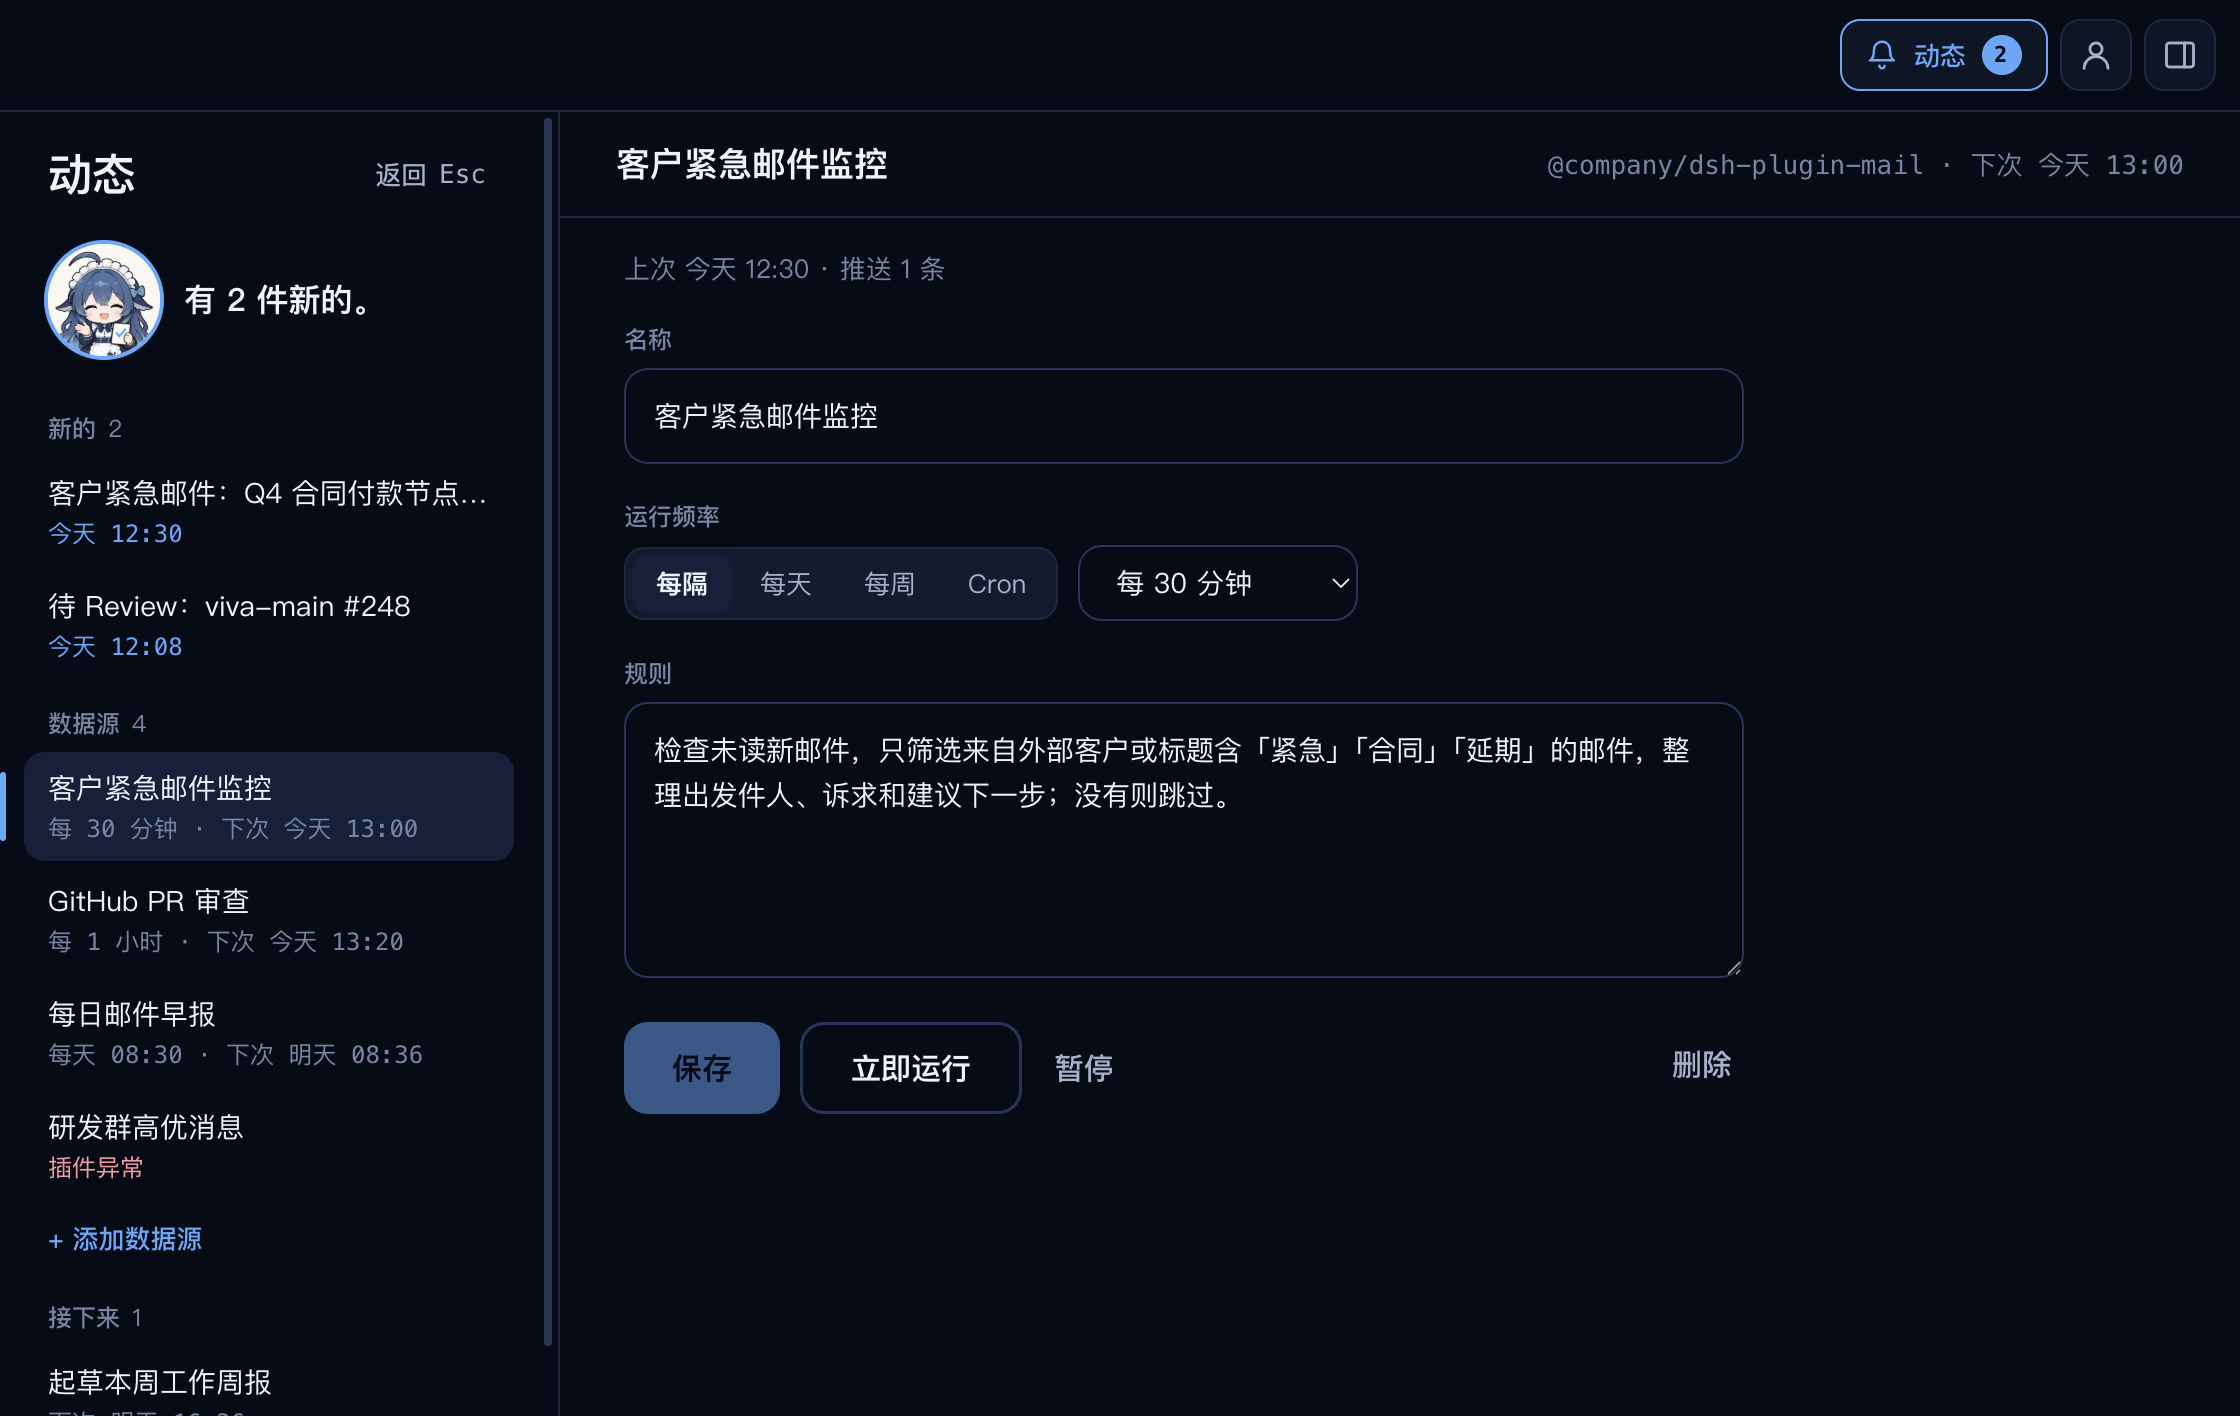 动态 2
动态
返回 Esc
有 2 件新的。
新的 2
客户紧急邮件：Q4 合同付款节点…
今天 12:30
待 Review：viva-main #248
今天 12:08
数据源 4
客户紧急邮件监控
每 30 分钟 · 下次 今天 13:00
GitHub PR 审查
每 1 小时 · 下次 今天 13:20
每日邮件早报
每天 08:30 · 下次 明天 08:36
研发群高优消息
插件异常
+ 添加数据源
接下来 1
起草本周工作周报
客户紧急邮件监控
@company/dsh-plugin-mail · 下次 今天 13:00
上次 今天 12:30 · 推送 1 条
名称
客户紧急邮件监控
运行频率
每隔 每天 每周 Cron 每 30 分钟
规则
检查未读新邮件，只筛选来自外部客户或标题含「紧急」「合同」「延期」的邮件，整
理出发件人、诉求和建议下一步；没有则跳过。
保存 立即运行 暂停 删除